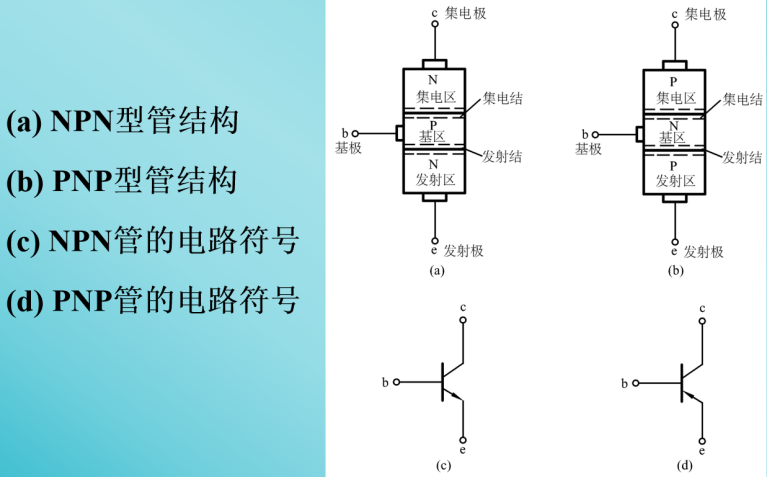 (a) NPN型管结构
(b) PNP型管结构
(c) NPN管的电路符号
(d) PNP管的电路符号
c 集电极
N
集电区
集电结
P
b
基区
基极
N
发射结
发射区
e 发射极
(a)
c 集电极
P
集电区
集电结
N
b
基区
基极
P
发射结
发射区
e 发射极
(b)
c
b
e
(c)
c
b
e
(d)